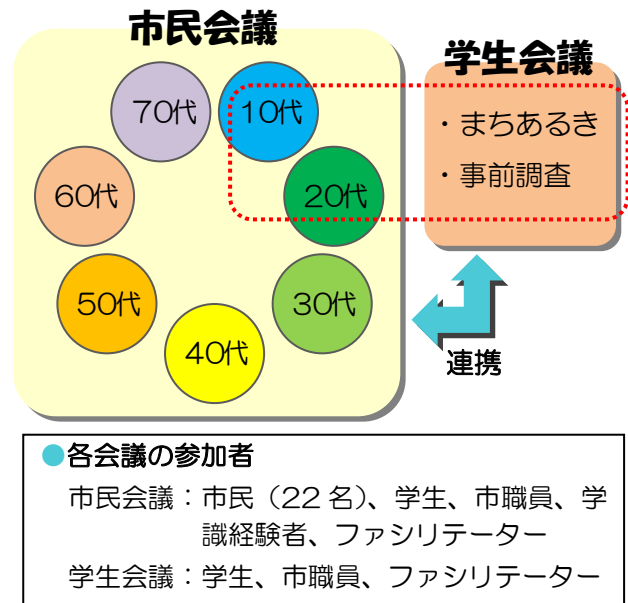 市民会議
70代
10代
60代
20代
50代
30代
40代
学生会議
・まちあるき
・事前調査
連携
●各会議の参加者
市民会議：市民（22 名）、学生、市職員、学
識経験者、ファシリテーター
学生会議：学生、市職員、ファシリテーター